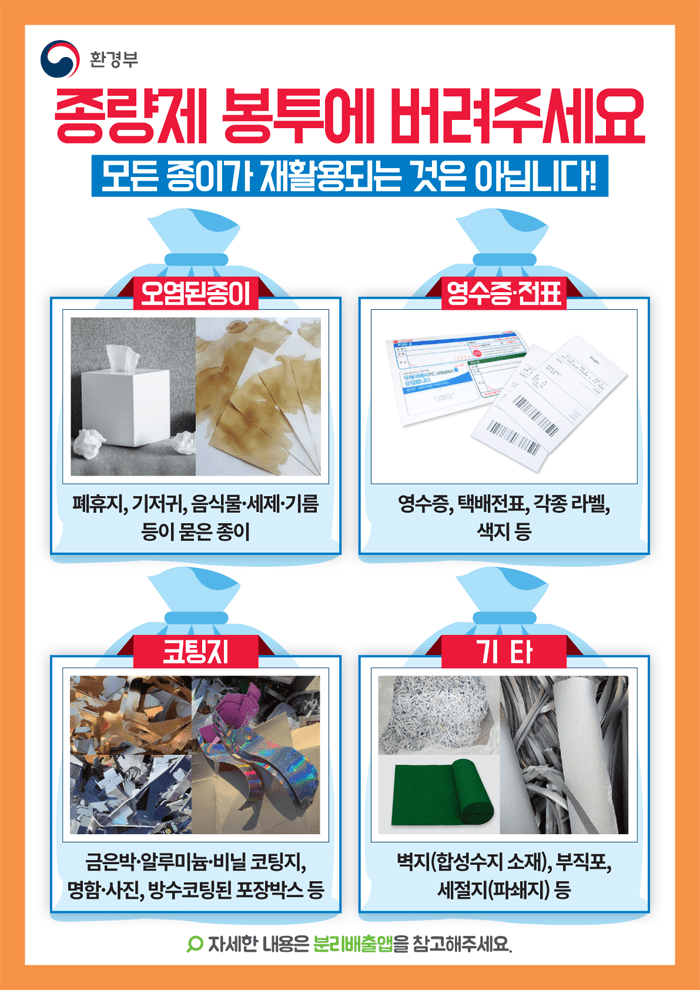 환경부
종량제 봉투에 버려주세요
모든 종이가 재활용되는 것은 아닙니다!
오염된종이
폐휴지, 기저귀, 음식물·세제·기름
등이 묻은 종이
영수증·전표
영수증, 택배전표, 각종 라벨,
색지 등
코팅지
금은박·알루미늄·비닐 코팅지,
명함·사진, 방수코팅된 포장박스 등
기 타
벽지(합성수지 소재), 부직포,
세절지(파쇄지) 등
자세한 내용은 분리배출앱을 참고해주세요.